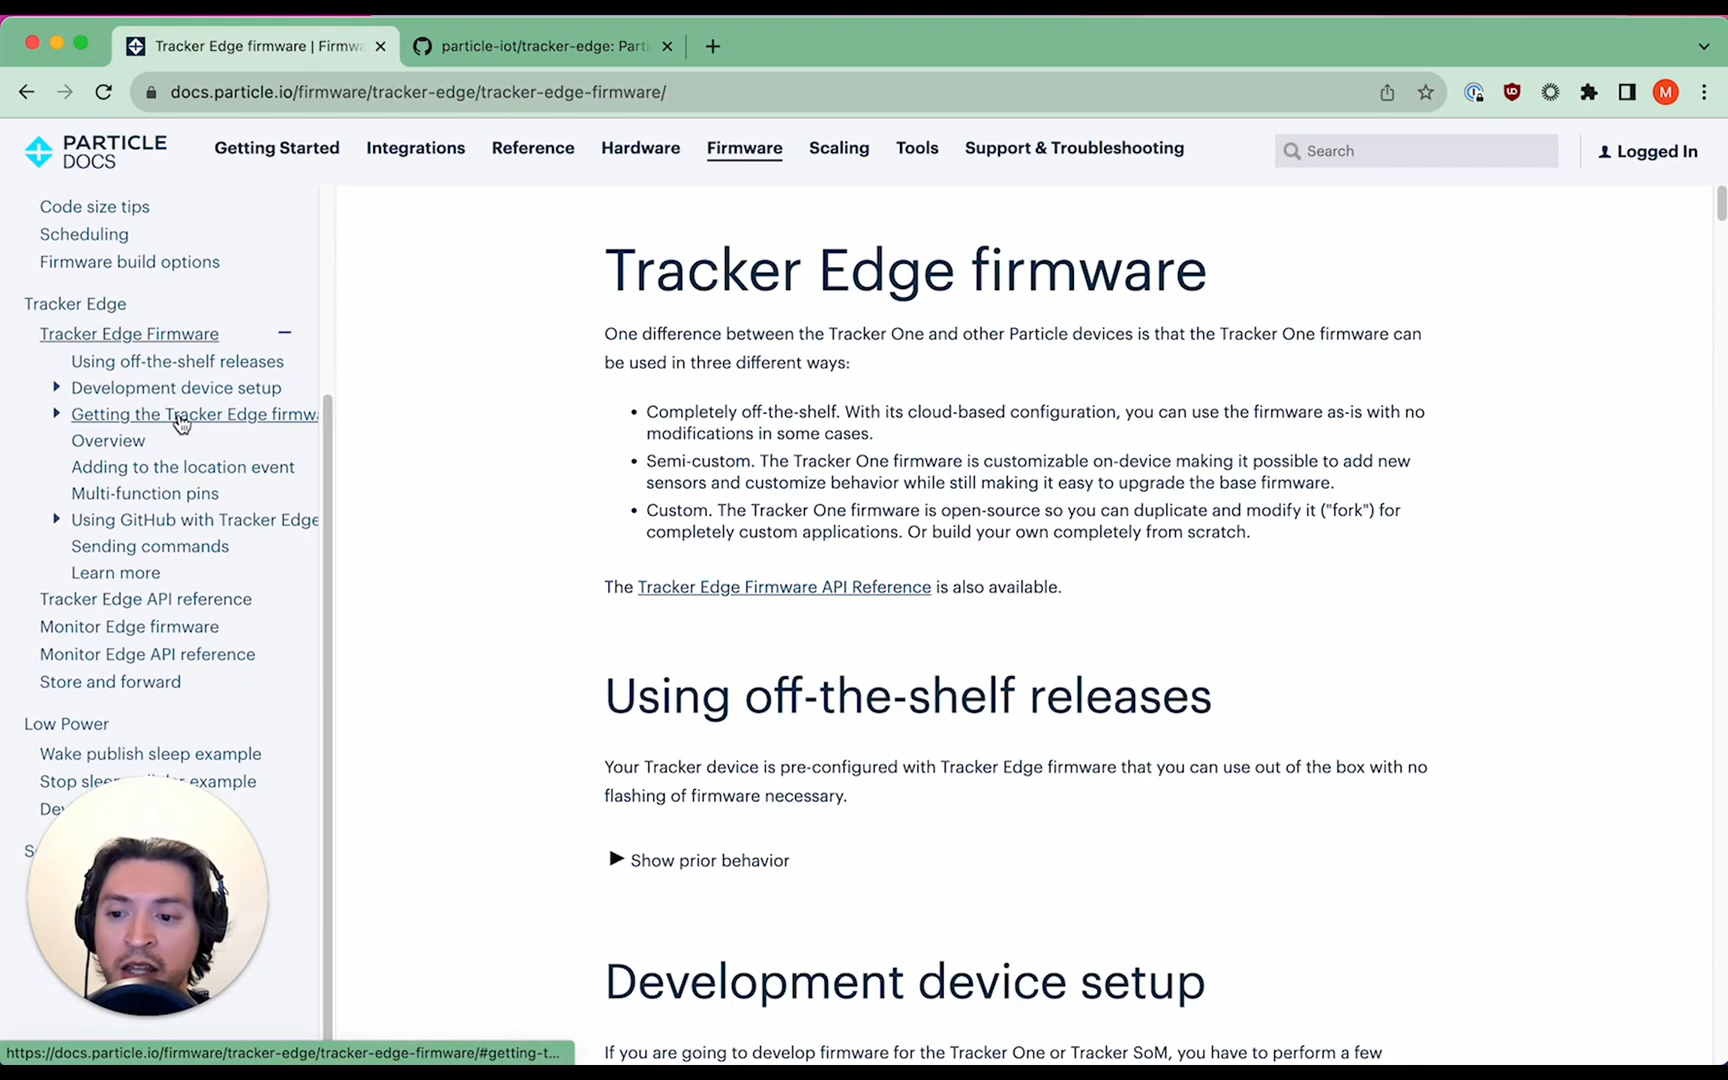 Tracker Edge firmware | Firmw
particle-iot/tracker-edge: Parti
docs.particle.io/firmware/tracker-edge/tracker-edge-firmware/
M
PARTICLE
DOCS
Getting Started
Integrations
Reference
Hardware
Firmware
Scaling
Tools
Support & Troubleshooting
Search
Logged In
Code size tips
Scheduling
Firmware build options
Tracker Edge
Tracker Edge Firmware
Using off-the-shelf releases
Development device setup
Getting the Tracker Edge firmwa
Overview
Adding to the location event
Multi-function pins
Using GitHub with Tracker Edge
Sending commands
Learn more
Tracker Edge API reference
Monitor Edge firmware
Monitor Edge API reference
Store and forward
Low Power
Wake publish sleep example
Stop sleep example
Tracker Edge firmware
One difference between the Tracker One and other Particle devices is that the Tracker One firmware can
be used in three different ways:
• Completely off-the-shelf. With its cloud-based configuration, you can use the firmware as-is with no
modifications in some cases.
• Semi-custom. The Tracker One firmware is customizable on-device making it possible to add new
sensors and customize behavior while still making it easy to upgrade the base firmware.
• Custom. The Tracker One firmware is open-source so you can duplicate and modify it ("fork") for
completely custom applications. Or build your own completely from scratch.
The Tracker Edge Firmware API Reference is also available.
Using off-the-shelf releases
Your Tracker device is pre-configured with Tracker Edge firmware that you can use out of the box with no
flashing of firmware necessary.
Show prior behavior
Development device setup
If you are going to develop firmware for the Tracker One or Tracker SoM, you have to perform a few
https://docs.particle.io/firmware/tracker-edge/tracker-edge-firmware/#getting-t...